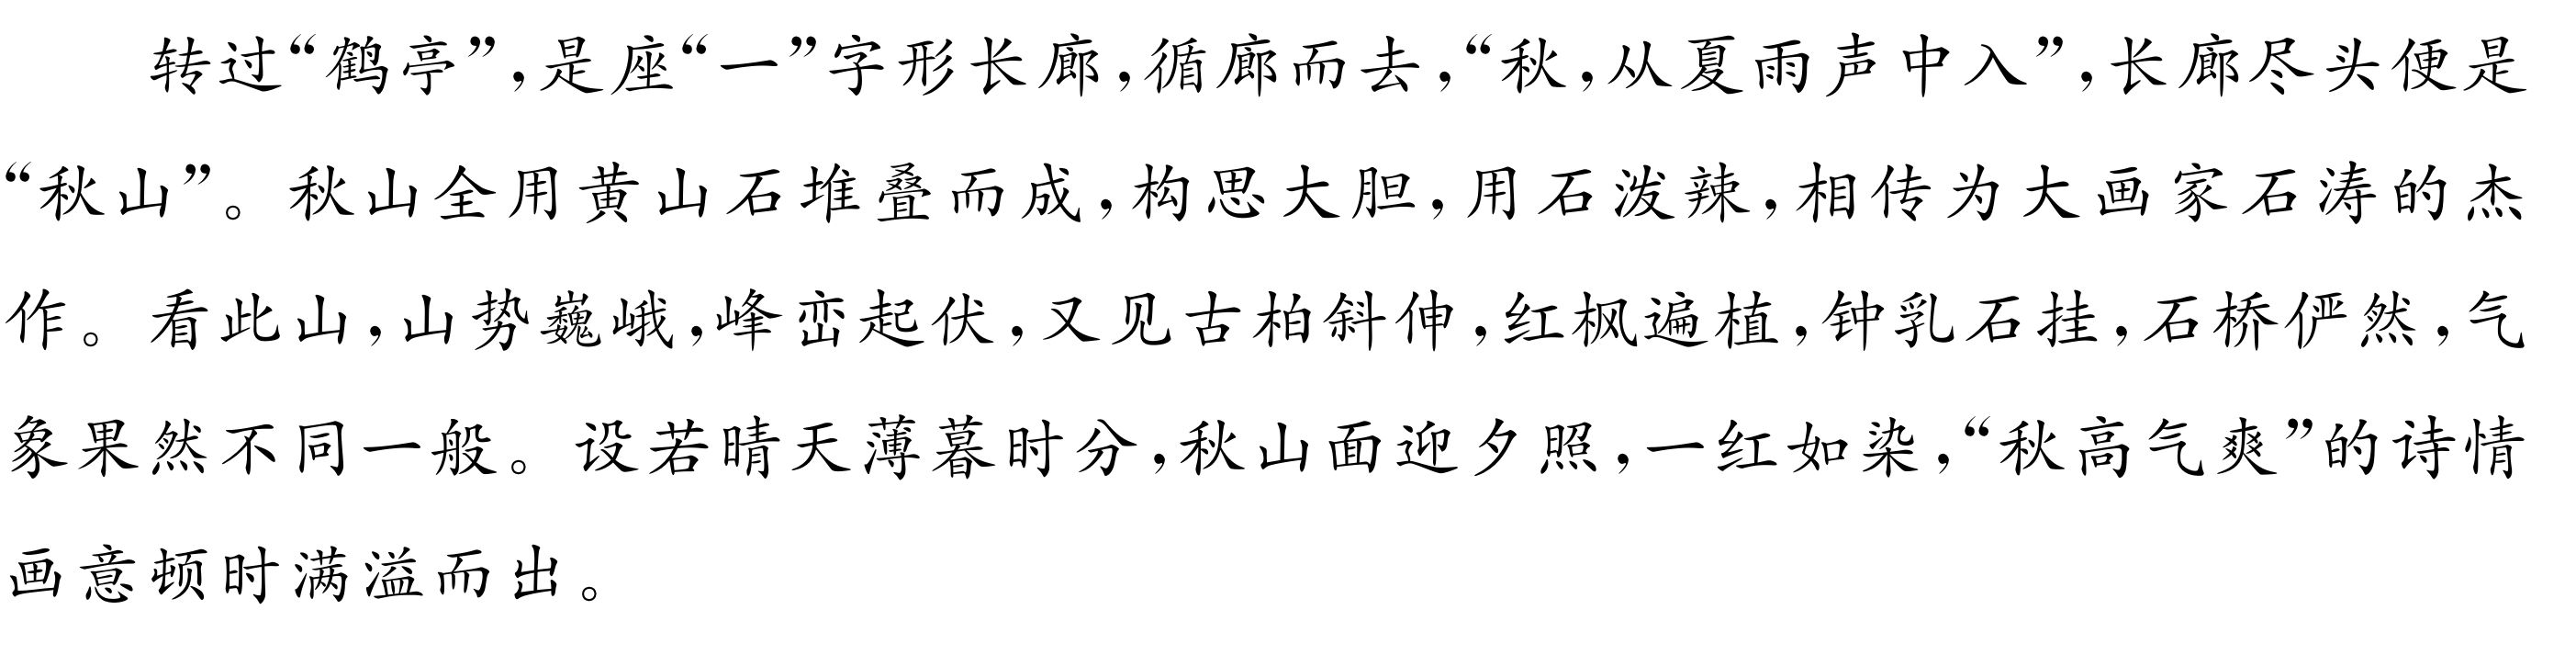 转过“鹤亭”,是座“一”字形长廊,循廊而去,“秋,从夏雨声中入”,长廊尽头便是
“秋山”。秋山全用黄山石堆叠而成,构思大胆,用石泼辣,相传为大画家石涛的杰
作。看此山,山势巍峨,峰峦起伏,又见古柏斜伸,红枫遍植,钟乳石挂,石桥俨然,气
象果然不同一般。设若晴天薄暮时分,秋山面迎夕照,一红如染,“秋高气爽”的诗情
画意顿时满溢而出。